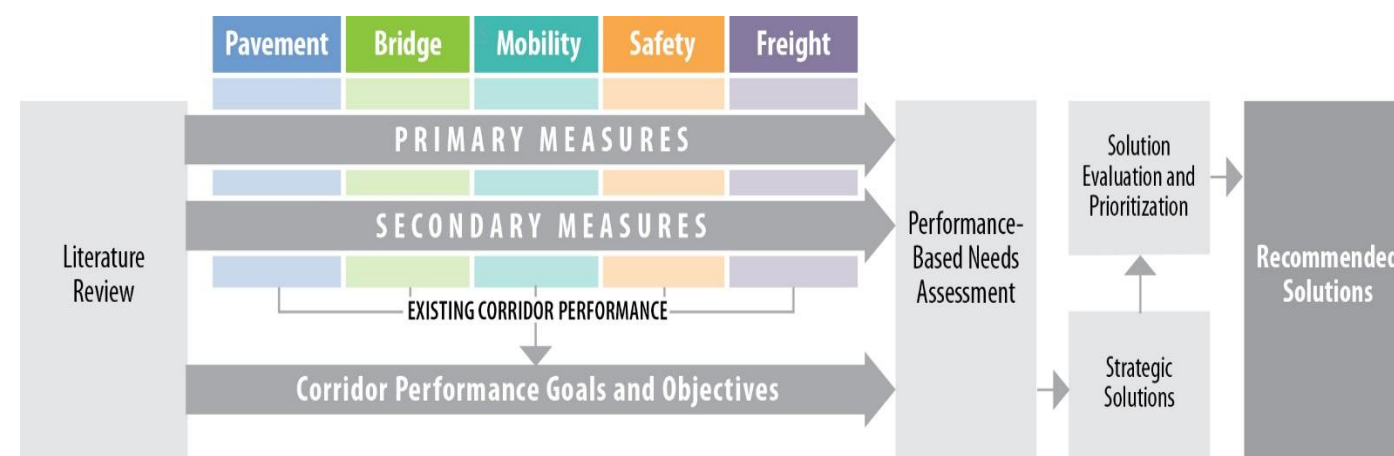 Pavement
Bridge
Mobility
Safety
Freight
PRIMARY MEASURES
SECONDARY MEASURES
Literature
Review
EXISTING CORRIDOR PERFORMANCE
Corridor Performance Goals and Objectives
Performance-
Based Needs
Assessment
Solution
Evaluation and
Prioritization
Strategic
Solutions
Recommended
Solutions